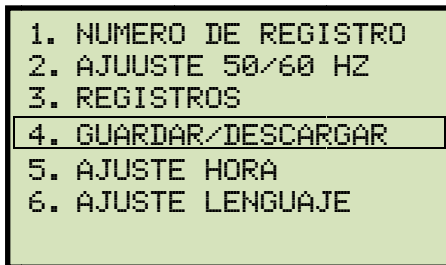 1. NUMERO DE REGISTRO
2. AJUUSTE 50/60 HZ
3. REGISTROS
4. GUARDAR/DESCARGAR
5. AJUSTE HORA
6. AJUSTE LENGUAJE